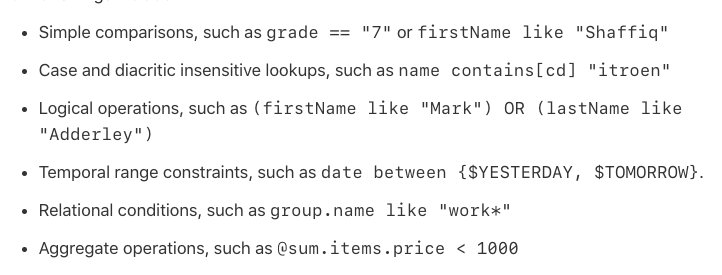 • Simple comparisons, such as grade == "7" or firstName like "Shaffiq"
• Case and diacritic insensitive lookups, such as name contains[cd] "itroen"
• Logical operations, such as (firstName like "Mark") OR (lastName like
"Adderley")
• Temporal range constraints, such as date between {$YESTERDAY, $TOMORROW}.
• Relational conditions, such as group.name like "work*"
• Aggregate operations, such as @sum.items.price < 1000